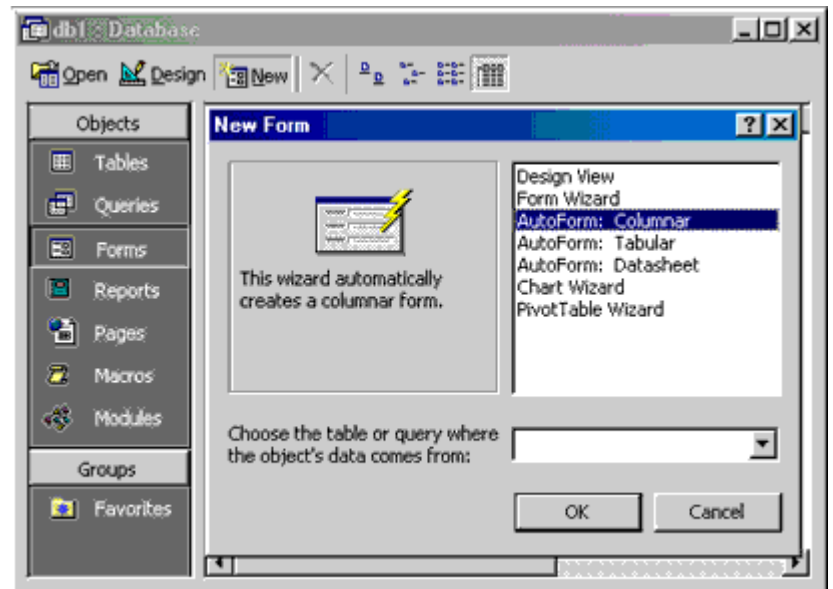 db1 : Database
Open Design New
Objects
Tables
Queries
Forms
Reports
Pages
Macros
Modules
Groups
Favorites
New Form
This wizard automatically
creates a columnar form.
Design View
Form Wizard
AutoForm: Columnar
AutoForm: Tabular
AutoForm: Datasheet
Chart Wizard
PivotTable Wizard
Choose the table or query where
the object's data comes from:
OK Cancel